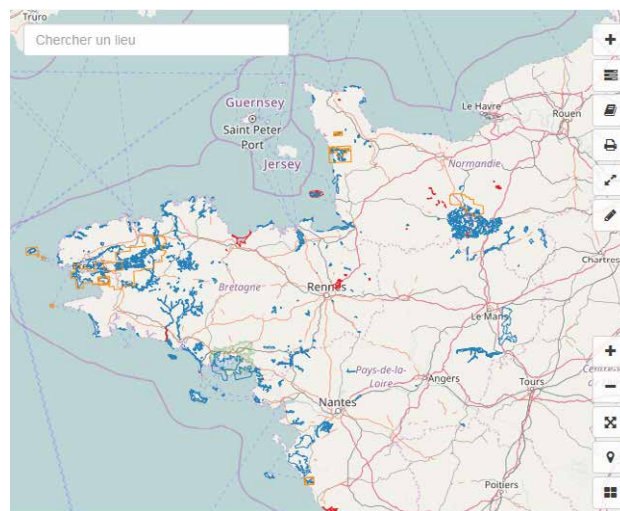 Truro
Chercher un lieu
Guernsey
Saint Peter
Port
Jersey
Le Havre
Rouen
Normandie
Chartres
Bretagne
Rennes
Le Mans
Pays-de-la-
Loire
Angers
Tours
Nantes
Poitiers